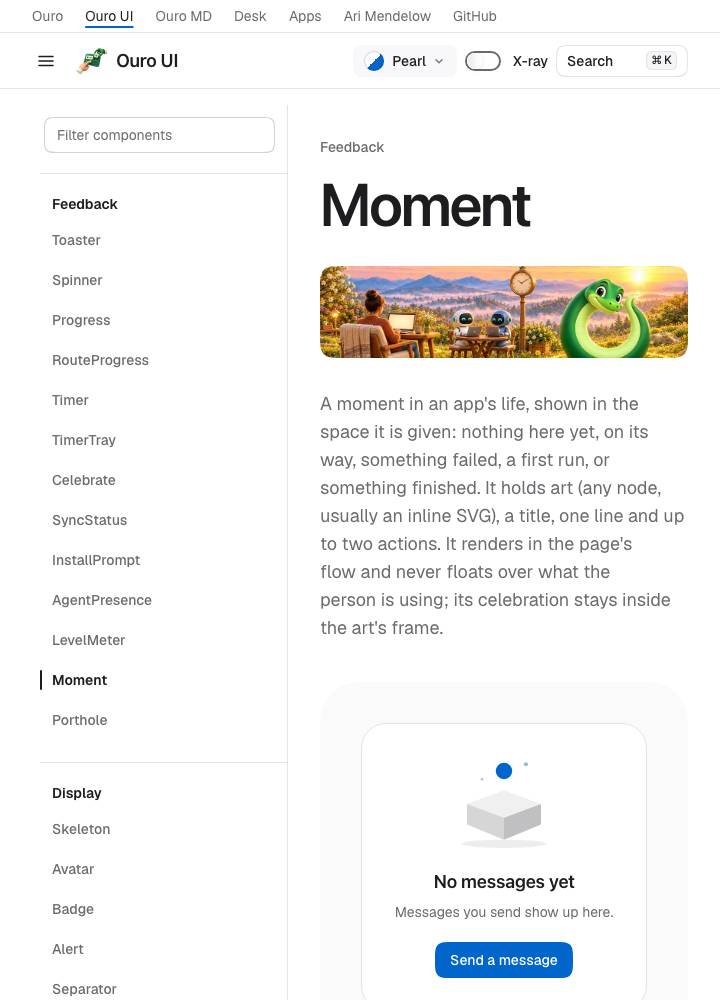 Ouro
Ouro UI
Ouro MD
Desk
Apps
Ari Mendelow
GitHub
Ouro UI
Pearl
X-ray
Search
⌘ K
Filter components
Feedback
Toaster
Spinner
Progress
RouteProgress
Timer
TimerTray
Celebrate
SyncStatus
InstallPrompt
AgentPresence
LevelMeter
Moment
Porthole
Display
Skeleton
Avatar
Badge
Alert
Separator
Feedback
Moment
A moment in an app's life, shown in the
space it is given: nothing here yet, on its
way, something failed, a first run, or
something finished. It holds art (any node,
usually an inline SVG), a title, one line and up
to two actions. It renders in the page's
flow and never floats over what the
person is using; its celebration stays inside
the art's frame.
No messages yet
Messages you send show up here.
Send a message